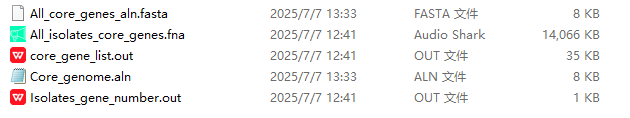 All_core_genes_aln.fasta 2025/7/7 13:33 FASTA 文件 8 KB
All_isolates_core_genes.fna 2025/7/7 12:41 Audio Shark 14,066 KB
core_gene_list.out 2025/7/7 12:41 OUT 文件 35 KB
Core_genome.aln 2025/7/7 13:33 ALN 文件 8 KB
Isolates_gene_number.out 2025/7/7 12:41 OUT 文件 1 KB